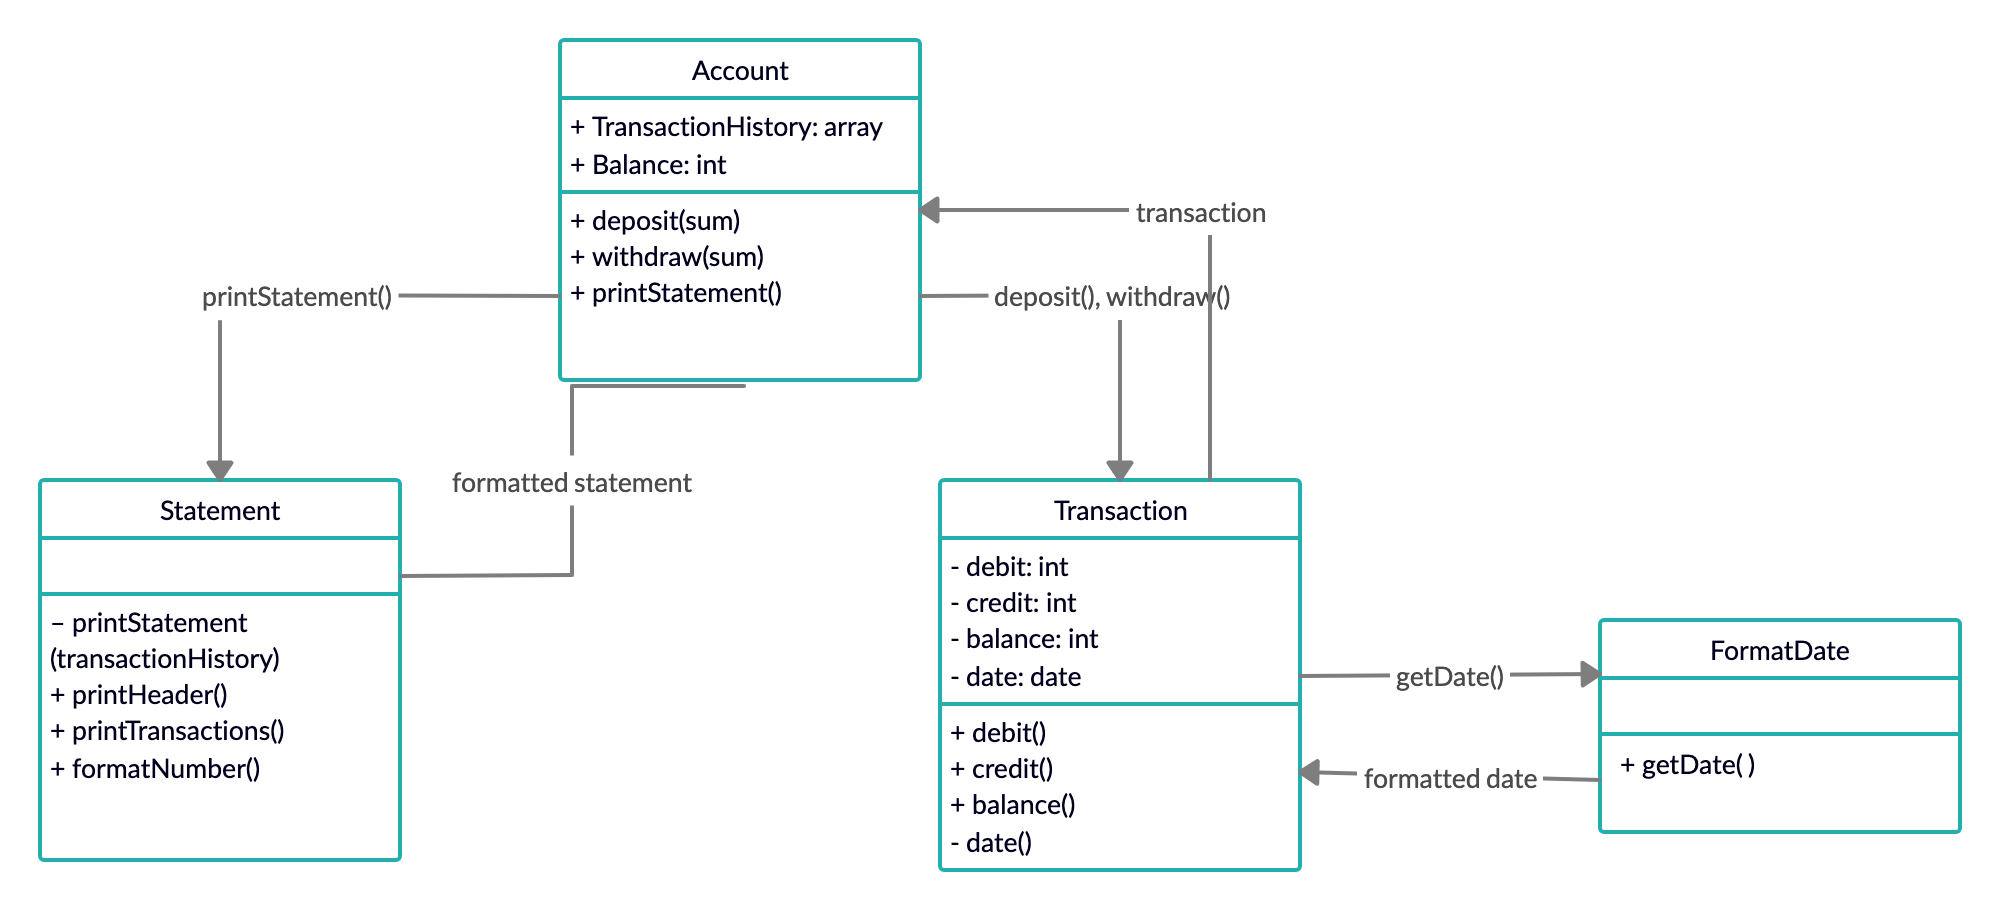 Account
+ TransactionHistory: array
+ Balance: int
+ deposit(sum)
+ withdraw(sum)
+ printStatement()
transaction
printStatement()
deposit(), withdraw()
formatted statement
Statement
– printStatement
(transactionHistory)
+ printHeader()
+ printTransactions()
+ formatNumber()
Transaction
- debit: int
- credit: int
- balance: int
- date: date
+ debit()
+ credit()
+ balance()
- date()
getDate()
formatted date
FormatDate
+ getDate( )